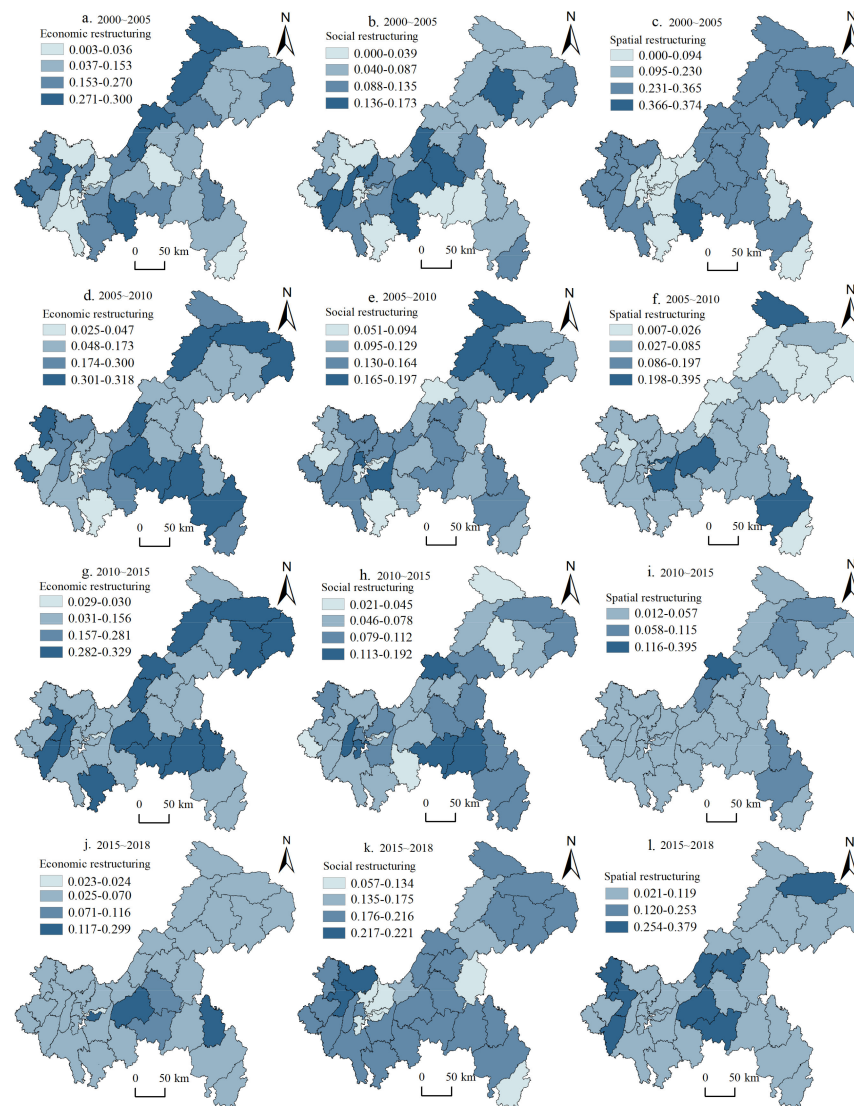 a. 2000~2005
Economic restructuring
0.003-0.036
0.037-0.153
0.153-0.270
0.271-0.300
N
0 50 km
b. 2000~2005
Social restructuring
0.000-0.039
0.040-0.087
0.088-0.135
0.136-0.173
N
0 50 km
c. 2000~2005
Spatial restructuring
0.000-0.094
0.095-0.230
0.231-0.365
0.366-0.374
N
0 50 km
d. 2005~2010
Economic restructuring
0.025-0.047
0.048-0.173
0.174-0.300
0.301-0.318
N
0 50 km
e. 2005~2010
Social restructuring
0.051-0.094
0.095-0.129
0.130-0.164
0.165-0.197
N
0 50 km
f. 2005~2010
Spatial restructuring
0.007-0.026
0.027-0.085
0.086-0.197
0.198-0.395
N
0 50 km
g. 2010~2015
Economic restructuring
0.029-0.030
0.031-0.156
0.157-0.281
0.282-0.329
N
0 50 km
h. 2010~2015
Social restructuring
0.021-0.045
0.046-0.078
0.079-0.112
0.113-0.192
N
0 50 km
i. 2010~2015
Spatial restructuring
0.012-0.057
0.058-0.115
0.116-0.395
N
0 50 km
j. 2015~2018
Economic restructuring
0.023-0.024
0.025-0.070
0.071-0.116
0.117-0.299
N
0 50 km
k. 2015~2018
Social restructuring
0.057-0.134
0.135-0.175
0.176-0.216
0.217-0.221
N
0 50 km
l. 2015~2018
Spatial restructuring
0.021-0.119
0.120-0.253
0.254-0.379
N
0 50 km